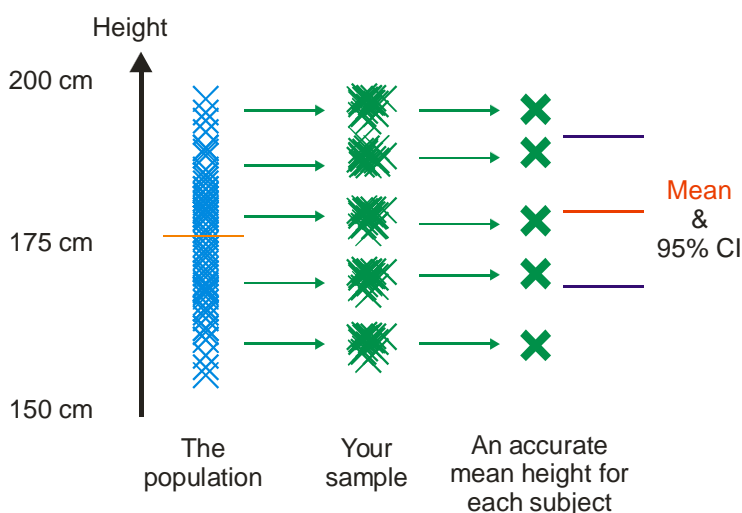 Height
200 cm
175 cm
150 cm
Mean
&
95% CI
The
population
Your
sample
An accurate
mean height for
each subject